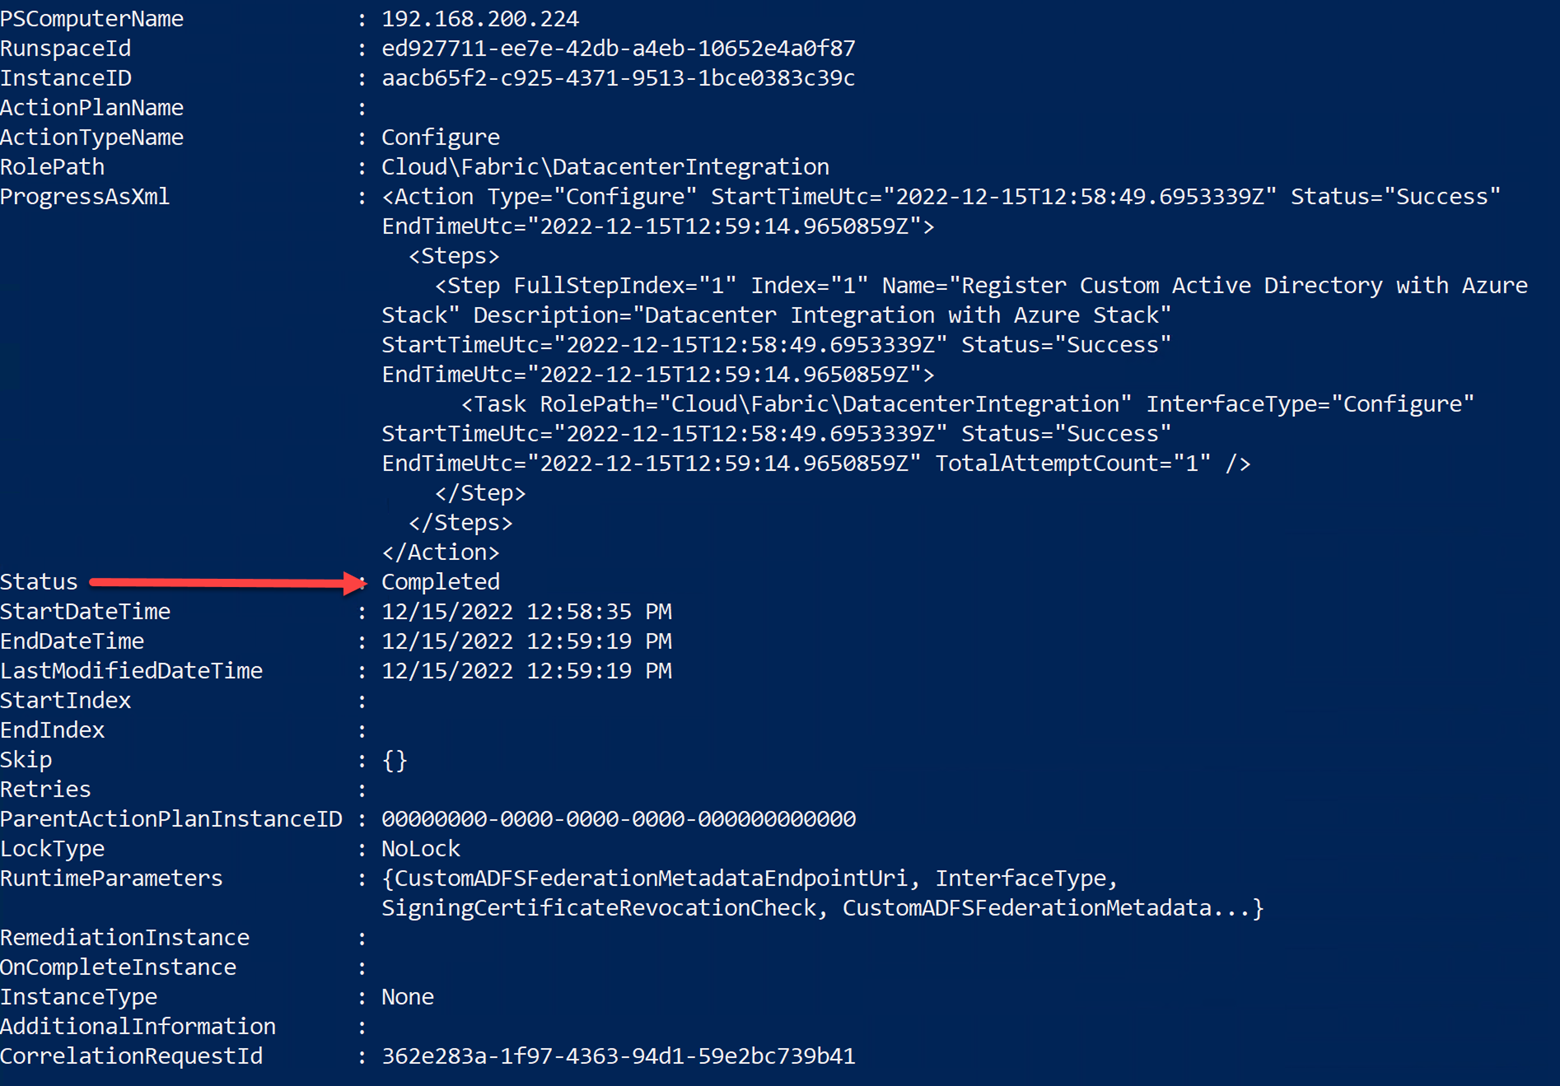 PSComputerName : 192.168.200.224
RunspaceId : ed927711-ee7e-42db-a4eb-10652e4a0f87
InstanceID : aacb65f2-c925-4371-9513-1bce0383c39c
ActionPlanName :
ActionTypeName : Configure
RolePath : Cloud\Fabric\DatacenterIntegration
ProgressAsXml : <Action Type="Configure" StartTimeUtc="2022-12-15T12:58:49.6953339Z" Status="Success"
EndTimeUtc="2022-12-15T12:59:14.9650859Z">
<Steps>
<Step FullStepIndex="1" Index="1" Name="Register Custom Active Directory with Azure
Stack" Description="Datacenter Integration with Azure Stack"
StartTimeUtc="2022-12-15T12:58:49.6953339Z" Status="Success"
EndTimeUtc="2022-12-15T12:59:14.9650859Z">
<Task RolePath="Cloud\Fabric\DatacenterIntegration" InterfaceType="Configure"
StartTimeUtc="2022-12-15T12:58:49.6953339Z" Status="Success"
EndTimeUtc="2022-12-15T12:59:14.9650859Z" TotalAttemptCount="1" />
</Step>
</Steps>
</Action>
Status : Completed
StartDateTime : 12/15/2022 12:58:35 PM
EndDateTime : 12/15/2022 12:59:19 PM
LastModifiedDateTime : 12/15/2022 12:59:19 PM
StartIndex :
EndIndex :
Skip : {}
Retries :
ParentActionPlanInstanceID : 00000000-0000-0000-0000-000000000000
LockType : NoLock
RuntimeParameters : {CustomADFSFederationMetadataEndpointUri, InterfaceType,
SigningCertificateRevocationCheck, CustomADFSFederationMetadata...}
RemediationInstance :
OnCompleteInstance :
InstanceType : None
AdditionalInformation :
CorrelationRequestId : 362e283a-1f97-4363-94d1-59e2bc739b41